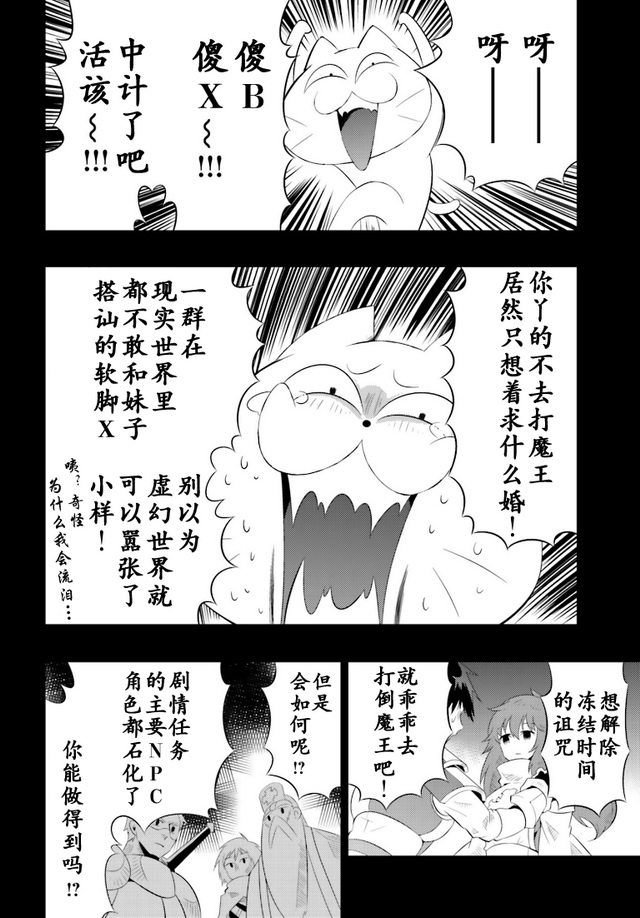 呀——
呀——
傻B
傻X～!!!
中计了吧
活该～!!!
你丫的不去打魔王
居然只想着求什么婚！
一群在
现实世界里
都不敢和妹子
搭讪的软脚X
别以为
虚幻世界就
可以嚣张了
小样！
咦？奇怪
为什么我会流泪…
想解除
冻结时间
的诅咒
就乖乖去
打倒魔王吧！
但是
会如何呢!?
剧情任务
的主要NPC
角色都石化了
你能做得到吗!?